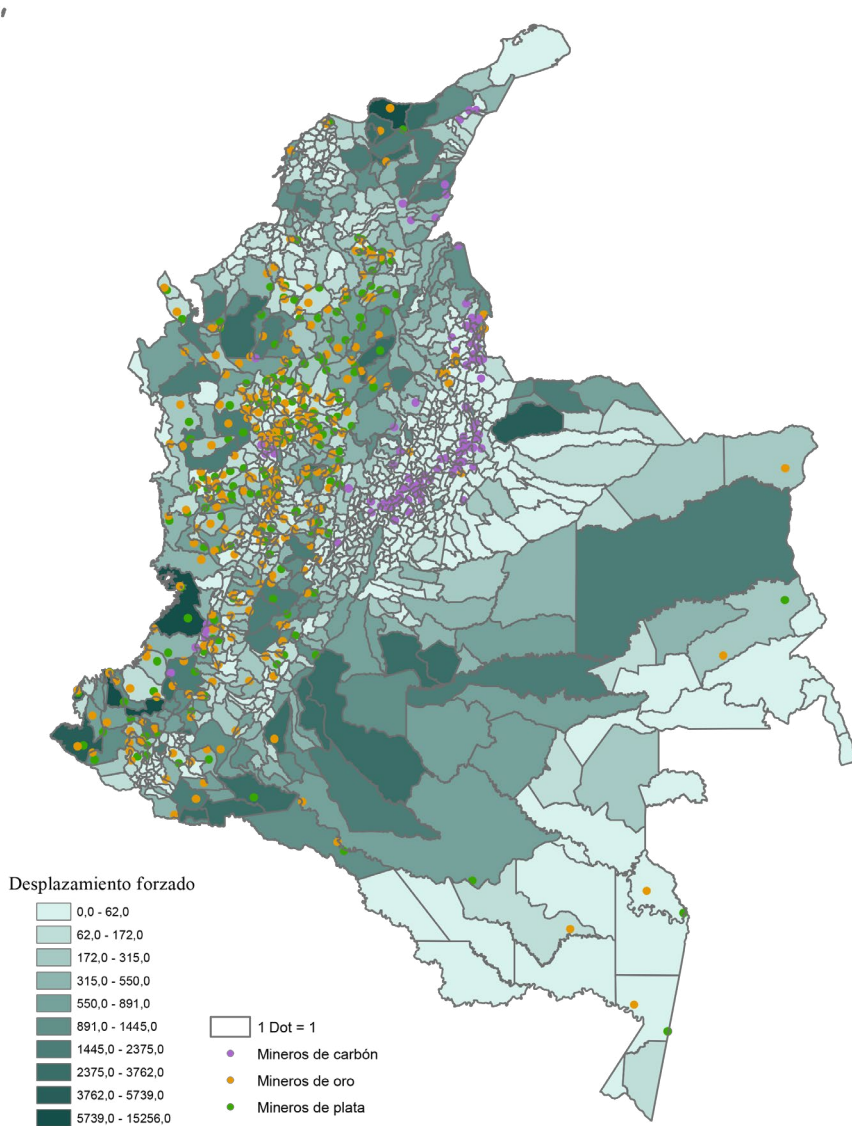 Desplazamiento forzado
0,0 - 62,0
62,0 - 172,0
172,0 - 315,0
315,0 - 550,0
550,0 - 891,0
891,0 - 1445,0
1445,0 - 2375,0
2375,0 - 3762,0
3762,0 - 5739,0
5739,0 - 15256,0
1 Dot = 1
Mineros de carbón
Mineros de oro
Mineros de plata